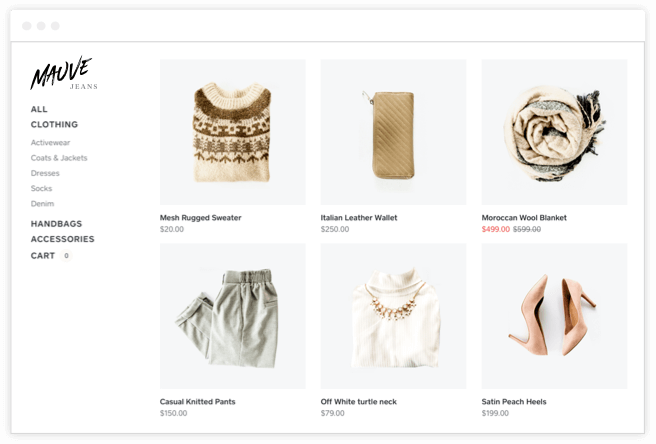 MAUVE
JEANS
ALL
CLOTHING
Activewear
Coats & Jackets
Dresses
Socks
Denim
HANDBAGS
ACCESSORIES
CART 0
Mesh Rugged Sweater
$20.00
Italian Leather Wallet
$250.00
Moroccan Wool Blanket
$499.00 $599.00
Casual Knitted Pants
$150.00
Off White turtle neck
$79.00
Satin Peach Heels
$199.00